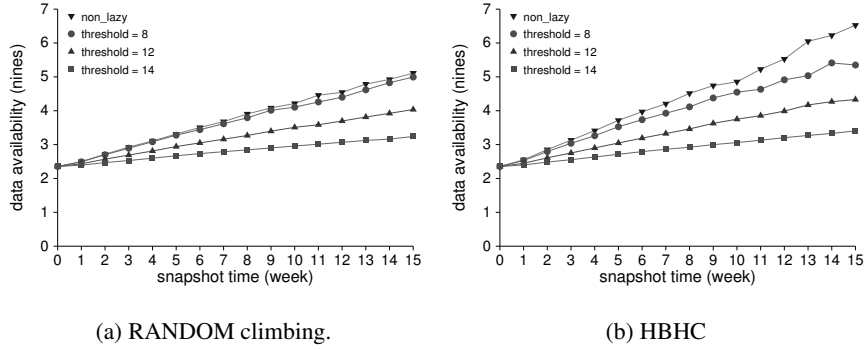 7
6
5
4
3
2
1
0
data availability (nines)
non_lazy
threshold = 8
threshold = 12
threshold = 14
0 1 2 3 4 5 6 7 8 9 10 11 12 13 14 15
snapshot time (week)
(a) RANDOM climbing.
7
6
5
4
3
2
1
0
data availability (nines)
non_lazy
threshold = 8
threshold = 12
threshold = 14
0 1 2 3 4 5 6 7 8 9 10 11 12 13 14 15
snapshot time (week)
(b) HBHC